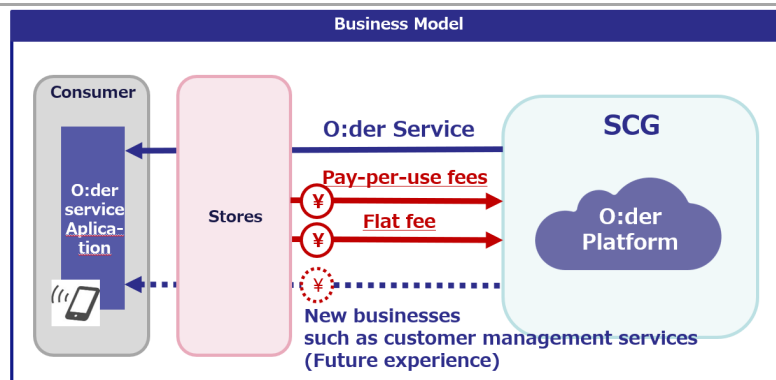 Business Model
Consumer
O:der
service
Aplica-
tion
Stores
O:der Service
Pay-per-use fees
¥
Flat fee
¥
¥
New businesses
such as customer management services
(Future experience)
SCG
O:der
Platform